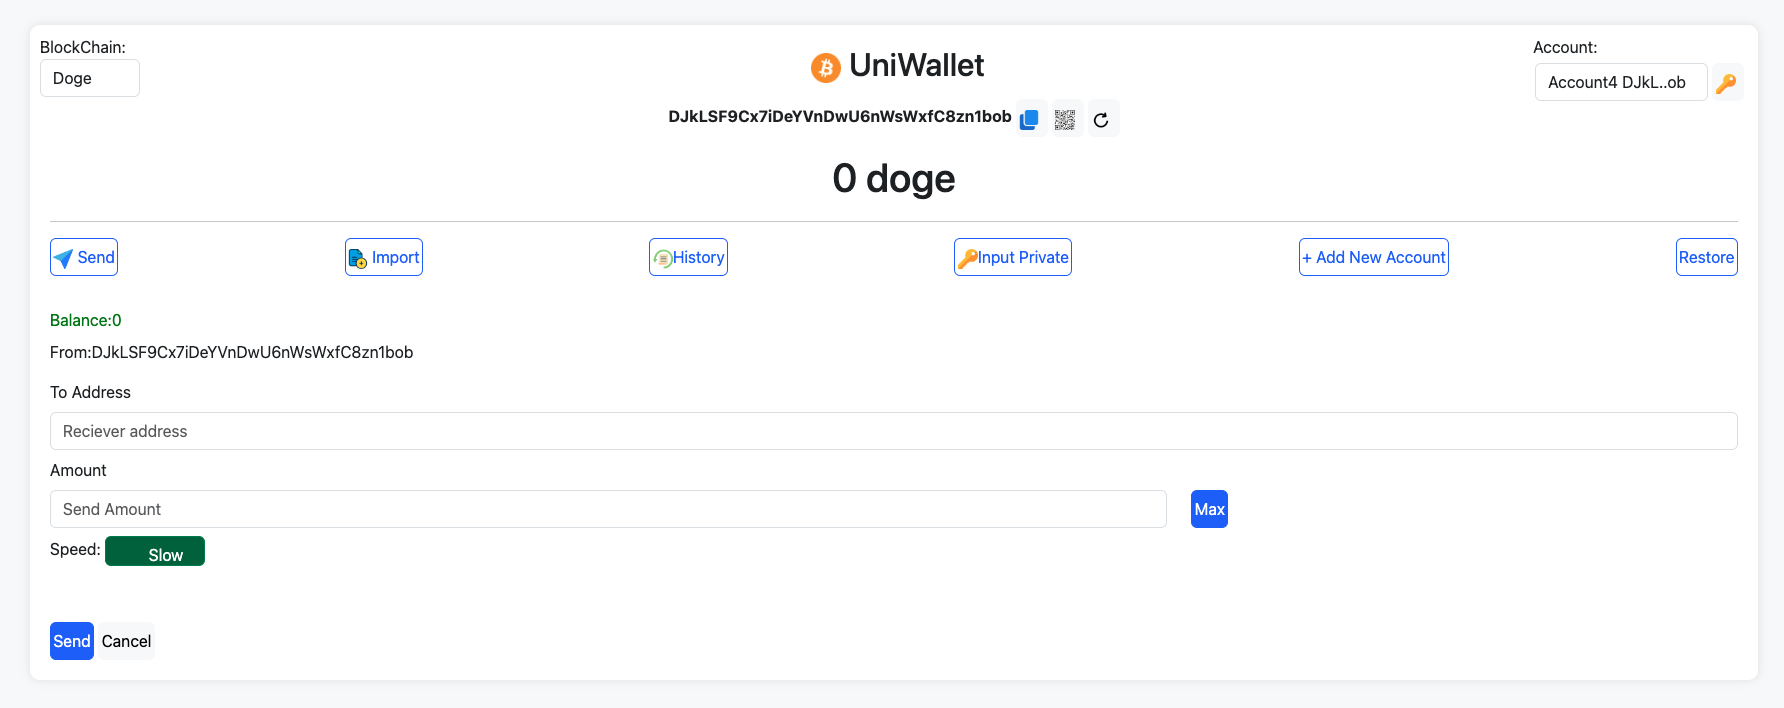 BlockChain:
Doge
UniWallet
Account:
Account4 DJkL..ob
DJkLSF9Cx7iDeYVnDwU6nWsWxfC8zn1bob
0 doge
Send
Import
History
Input Private
+ Add New Account
Restore
Balance:0
From:DJkLSF9Cx7iDeYVnDwU6nWsWxfC8zn1bob
To Address
Reciever address
Amount
Send Amount
Max
Speed: Slow
Send
Cancel